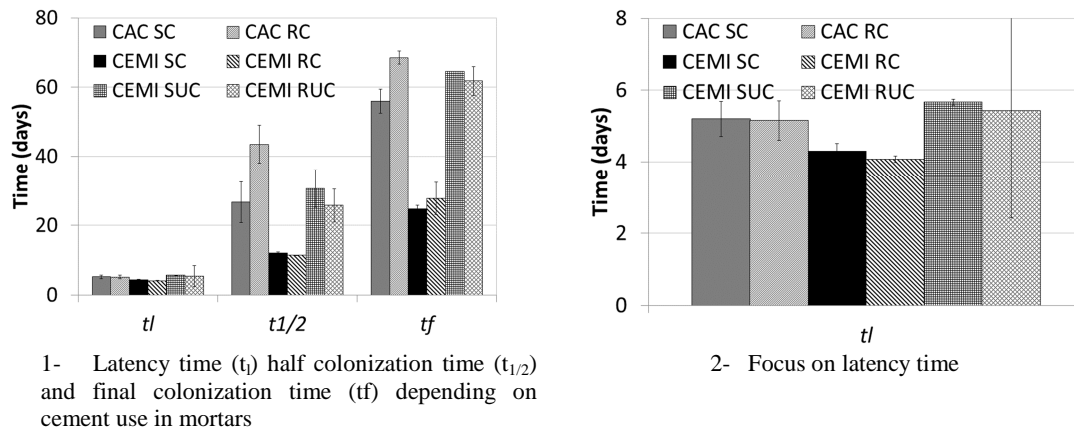 80
60
40
20
0
Time (days)
CAC SC
CAC RC
CEMI SC
CEMI RC
CEMI SUC
CEMI RUC
tl
t1/2
tf
1- Latency time (tl) half colonization time (t1/2)
and final colonization time (tf) depending on
cement use in mortars
8
6
4
2
0
Time (days)
CAC SC
CAC RC
CEMI SC
CEMI RC
CEMI SUC
CEMI RUC
tl
2- Focus on latency time